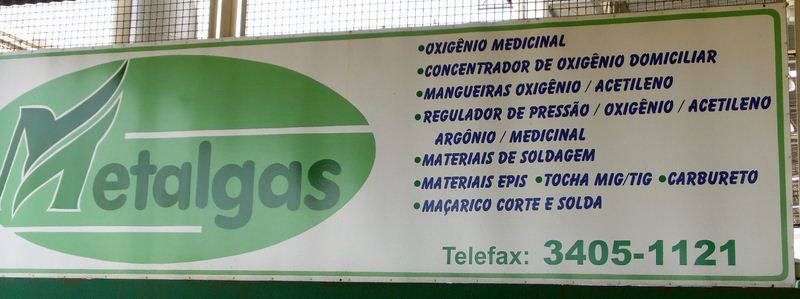 Metalgas
•OXIGÊNIO MEDICINAL
•CONCENTRADOR DE OXIGÊNIO DOMICILIAR
•MANGUEIRAS OXIGÊNIO / ACETILENO
•REGULADOR DE PRESSÃO / OXIGÊNIO / ACETILENO
ARGÔNIO / MEDICINAL
•MATERIAIS DE SOLDAGEM
•MATERIAIS EPIS •TOCHA MIG/TIG •CARBURETO
•MAÇARICO CORTE E SOLDA
Telefax: 3405-1121